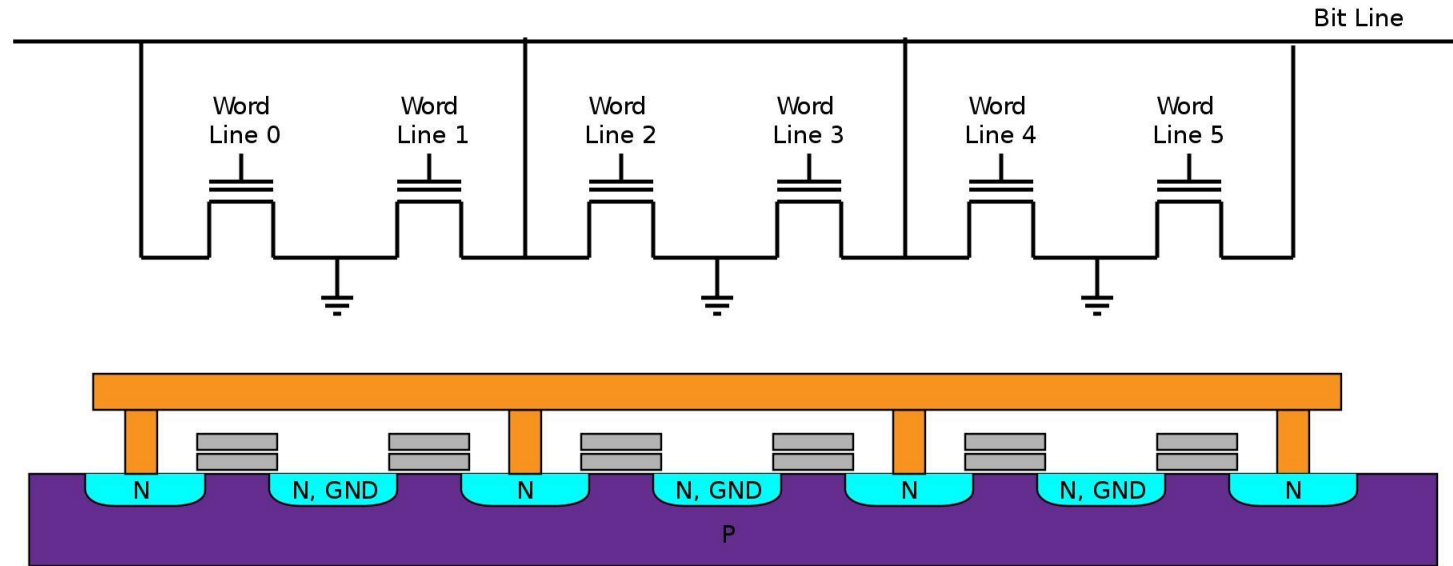 Bit Line
Word
Line 0
Word
Line 1
Word
Line 2
Word
Line 3
Word
Line 4
Word
Line 5
N
N, GND
N
N, GND
N
N, GND
N
P